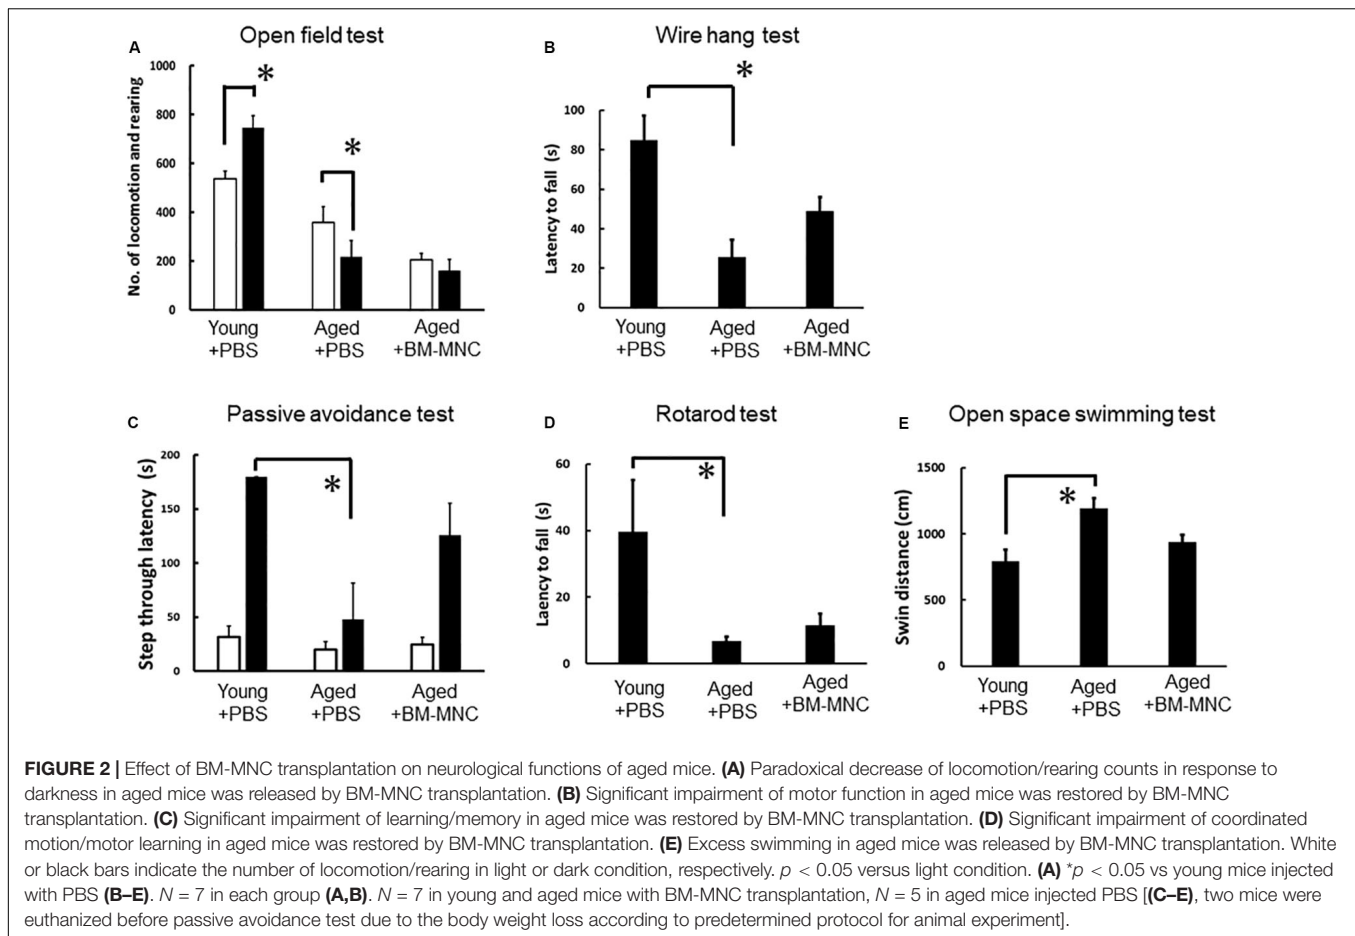 A
Open field test
No. of locomotion and rearing
1000
800
600
400
200
0
*
*
Young
+PBS
Aged
+PBS
Aged
+BM-MNC
B
Wire hang test
Latency to fall (s)
100
80
60
40
20
0
*
Young
+PBS
Aged
+PBS
Aged
+BM-MNC
C
Passive avoidance test
Step through latency (s)
200
150
100
50
0
*
Young
+PBS
Aged
+PBS
Aged
+BM-MNC
D
Rotarod test
Laency to fall (s)
60
40
20
0
*
Young
+PBS
Aged
+PBS
Aged
+BM-MNC
E
Open space swimming test
Swin distance (cm)
1500
1000
500
0
*
Young
+PBS
Aged
+PBS
Aged
+BM-MNC
FIGURE 2 | Effect of BM-MNC transplantation on neurological functions of aged mice. (A) Paradoxical decrease of locomotion/rearing counts in response to
darkness in aged mice was released by BM-MNC transplantation. (B) Significant impairment of motor function in aged mice was restored by BM-MNC
transplantation. (C) Significant impairment of learning/memory in aged mice was restored by BM-MNC transplantation. (D) Significant impairment of coordinated
motion/motor learning in aged mice was restored by BM-MNC transplantation. (E) Excess swimming in aged mice was released by BM-MNC transplantation. White
or black bars indicate the number of locomotion/rearing in light or dark condition, respectively. p < 0.05 versus light condition. (A) *p < 0.05 vs young mice injected
with PBS (B–E). N = 7 in each group (A,B). N = 7 in young and aged mice with BM-MNC transplantation, N = 5 in aged mice injected PBS [(C–E), two mice were
euthanized before passive avoidance test due to the body weight loss according to predetermined protocol for animal experiment].